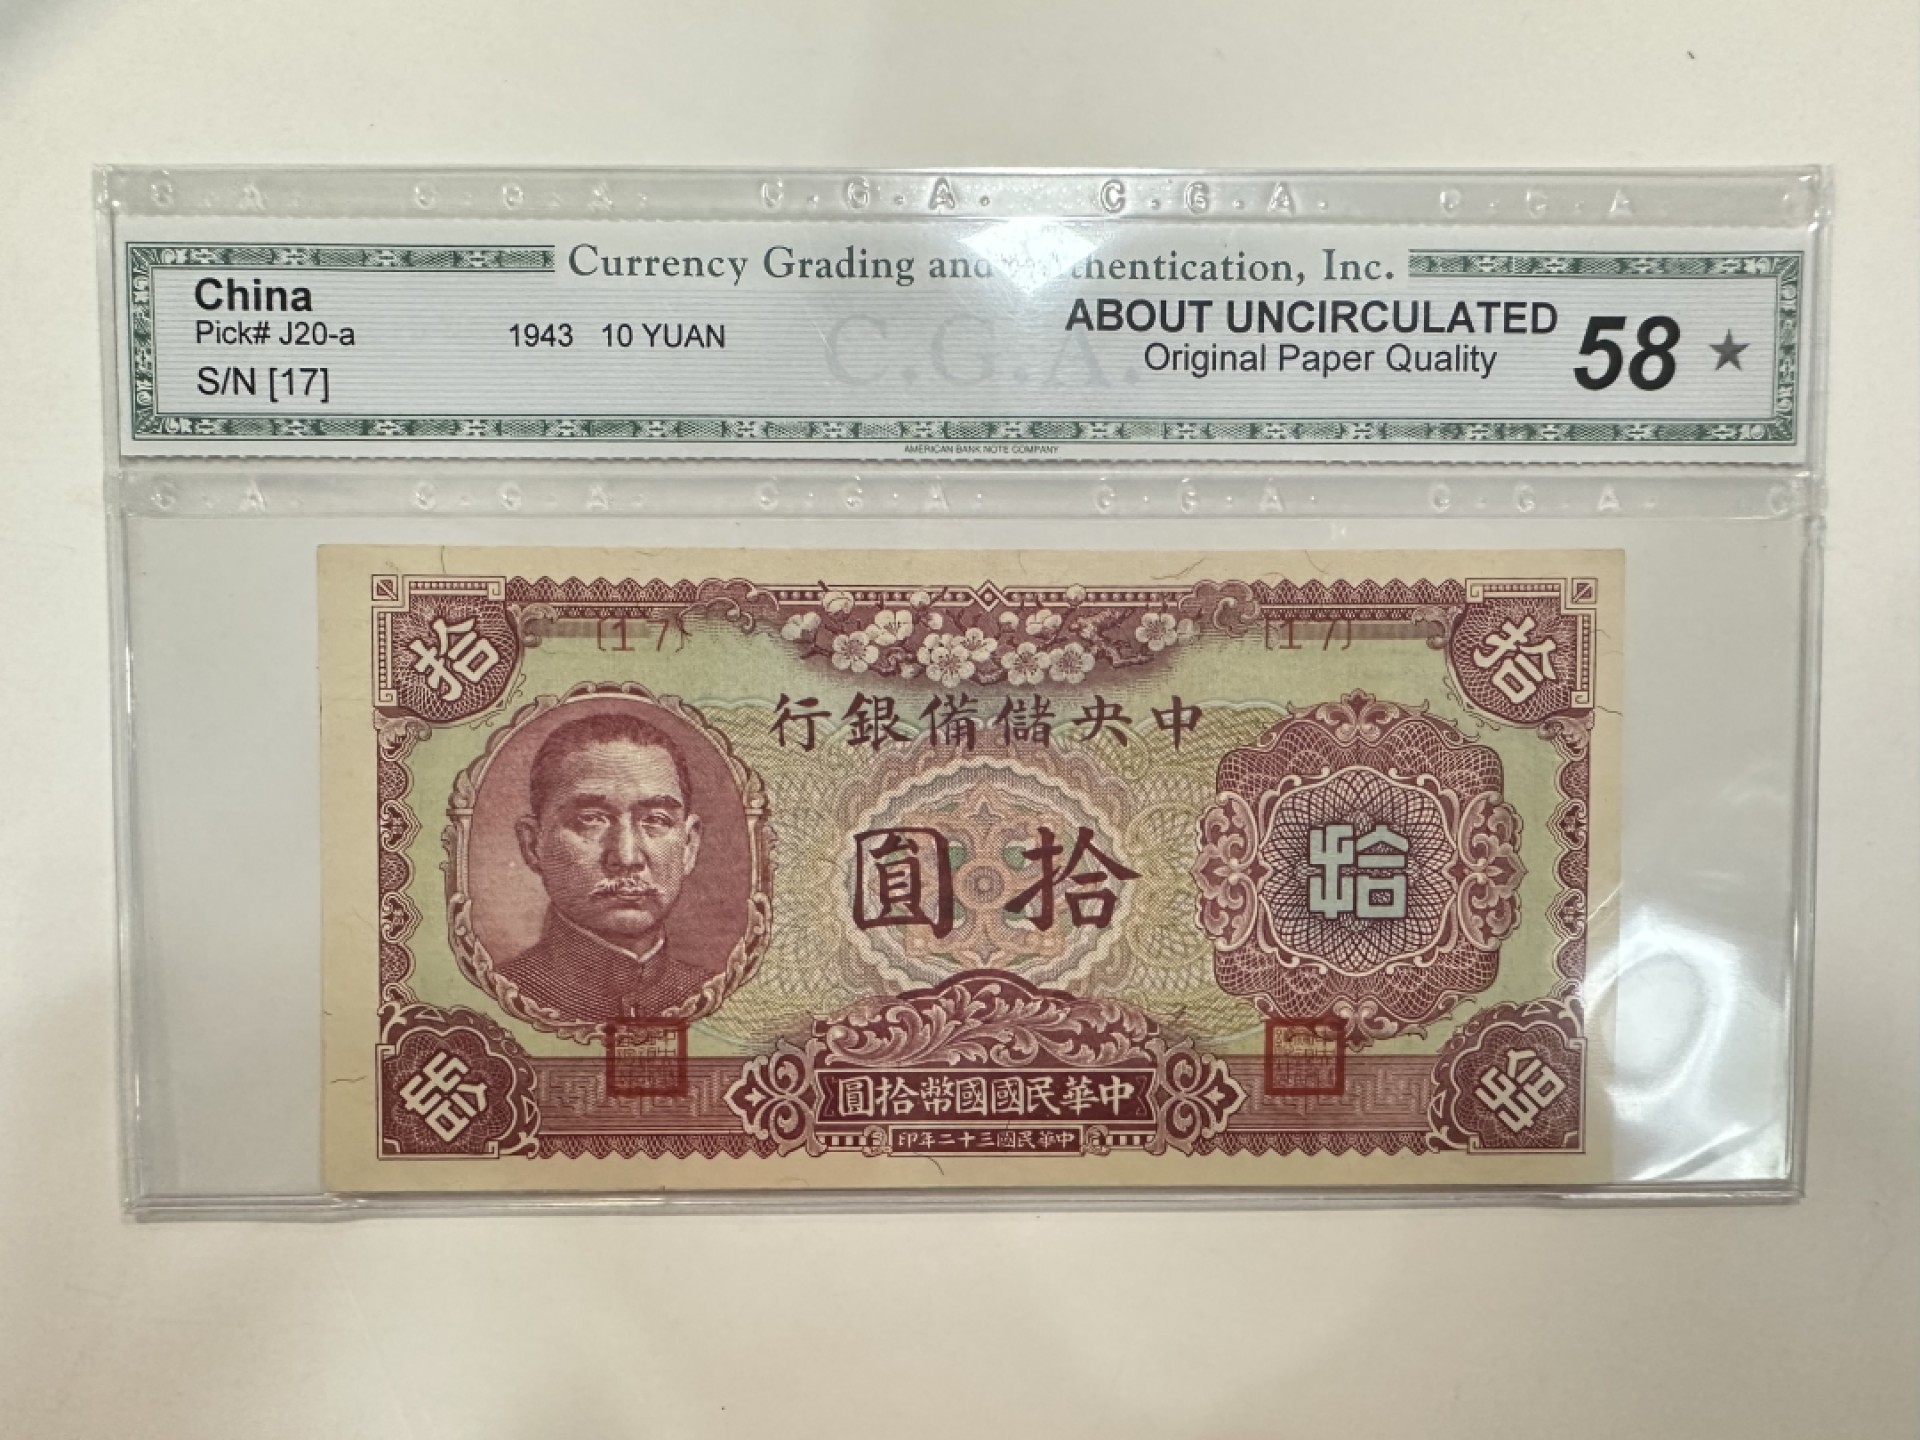 C.G.A. C.G.A. C.G.A. C.G.A. C.G.A.
Currency Grading and Authentication, Inc.
China
Pick# J20-a 1943 10 YUAN
S/N [17]
C.G.A.
ABOUT UNCIRCULATED
Original Paper Quality
58 ★
AMERICAN BANK NOTE COMPANY
C.G.A. C.G.A. C.G.A. C.G.A. C.G.A. C
拾 拾
(17) (17)
中央儲備銀行
拾圓
拾
中華民國國幣拾圓
中華民國三十二年印
拾 拾